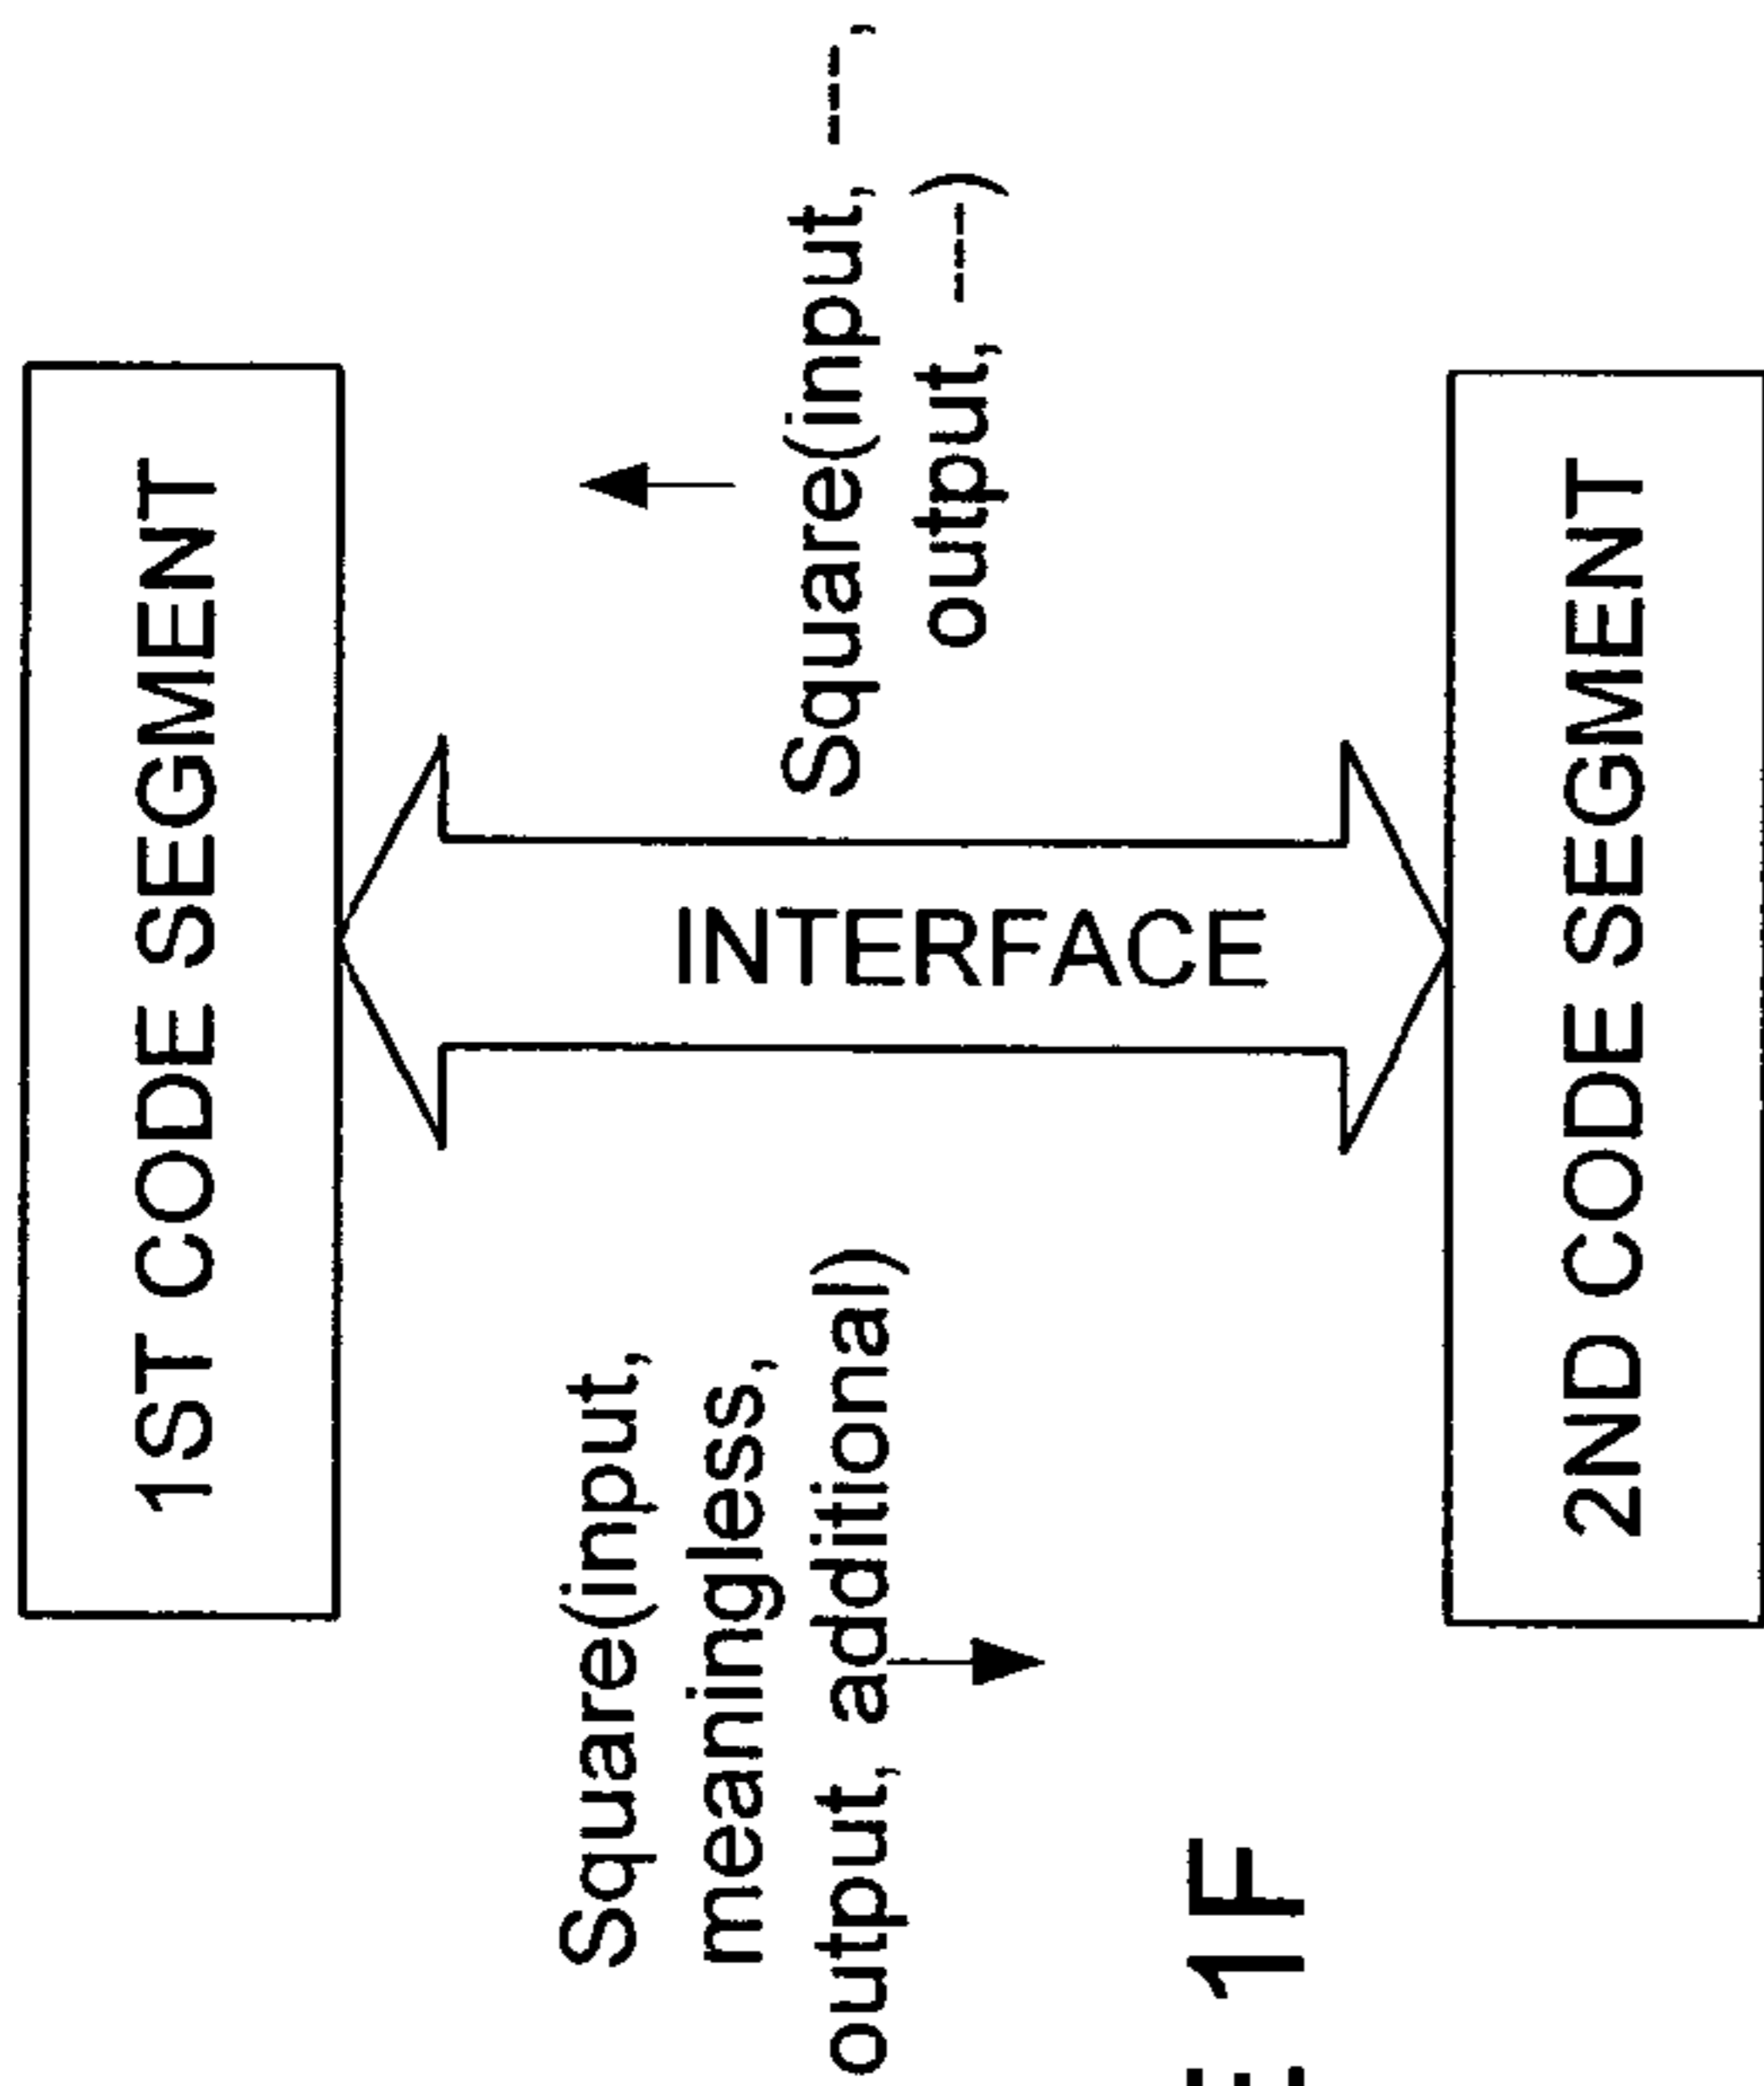 1ST CODE SEGMENT
Square(input,
meaningless,
output, additional)
INTERFACE
Square(input, ---,
output, ---)
2ND CODE SEGMENT
1F